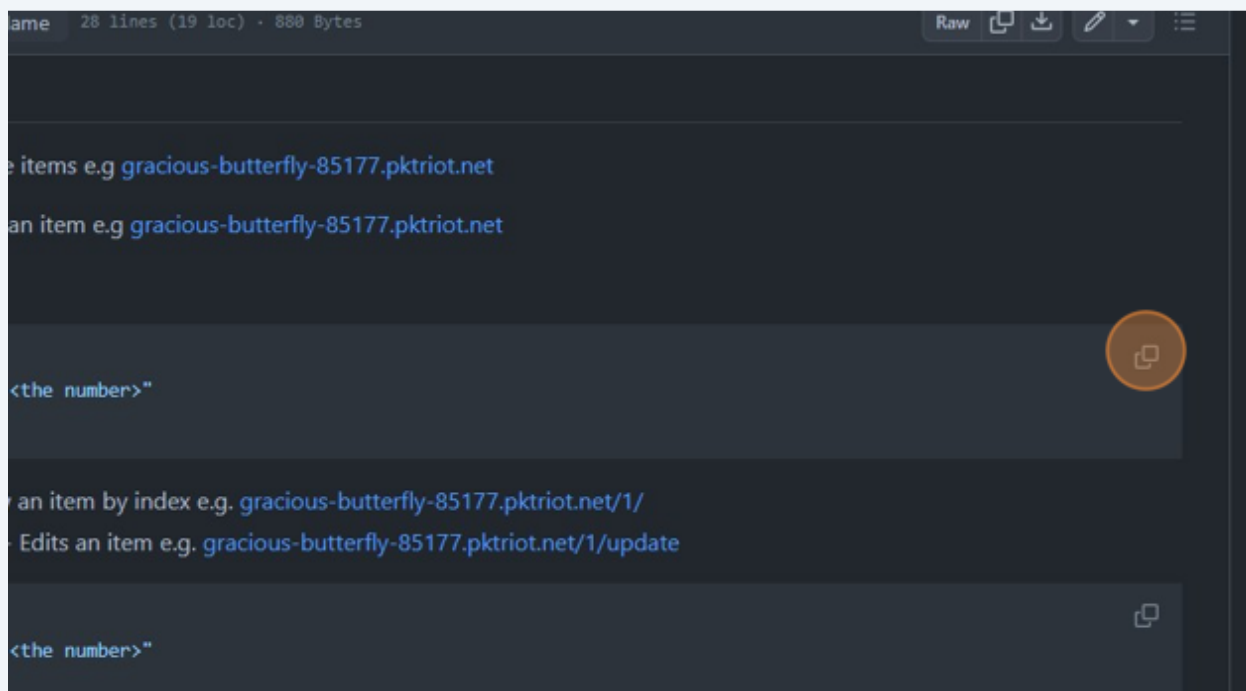 lame 28 lines (19 loc) · 880 Bytes Raw
items e.g gracious-butterfly-85177.pktriot.net
an item e.g gracious-butterfly-85177.pktriot.net
<the number>"
an item by index e.g. gracious-butterfly-85177.pktriot.net/1/
- Edits an item e.g. gracious-butterfly-85177.pktriot.net/1/update
<the number>"